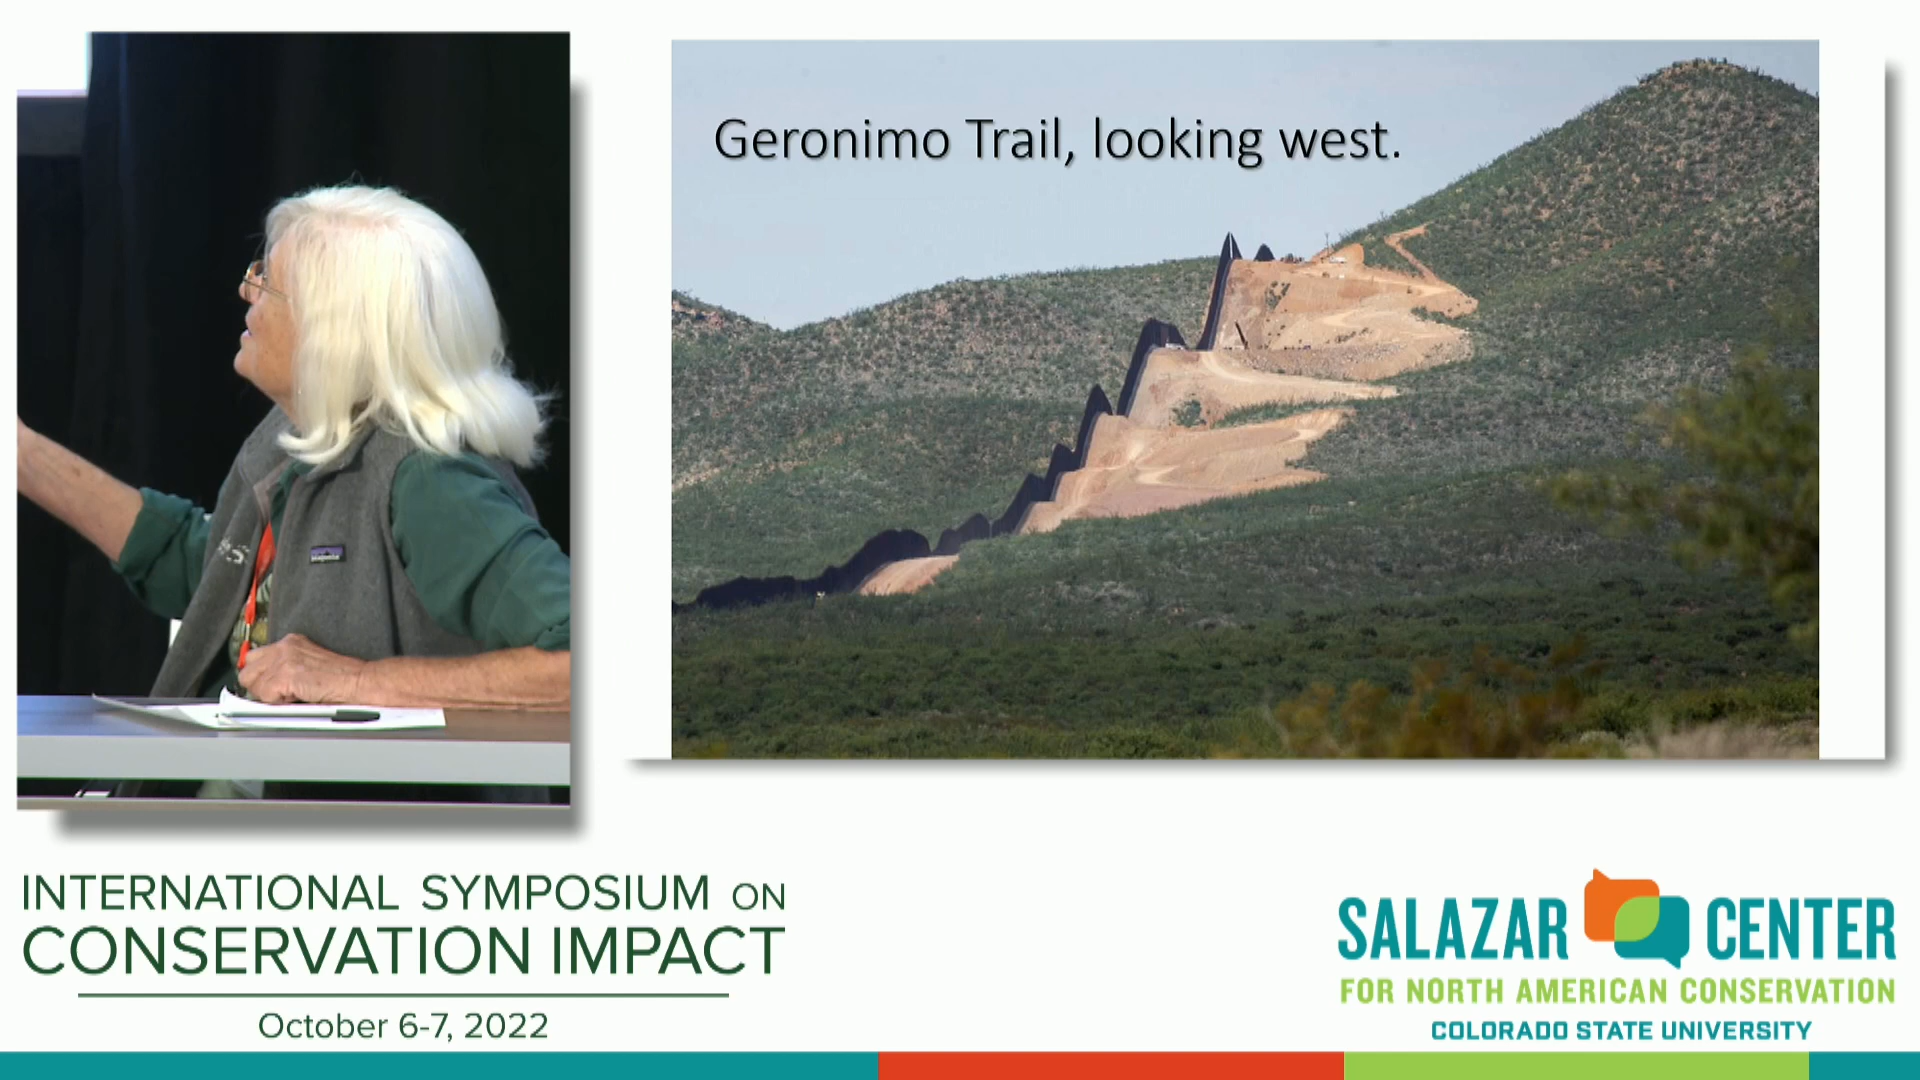 Geronimo Trail, looking west.
INTERNATIONAL SYMPOSIUM ON
CONSERVATION IMPACT
October 6-7, 2022
SALAZAR CENTER
FOR NORTH AMERICAN CONSERVATION
COLORADO STATE UNIVERSITY